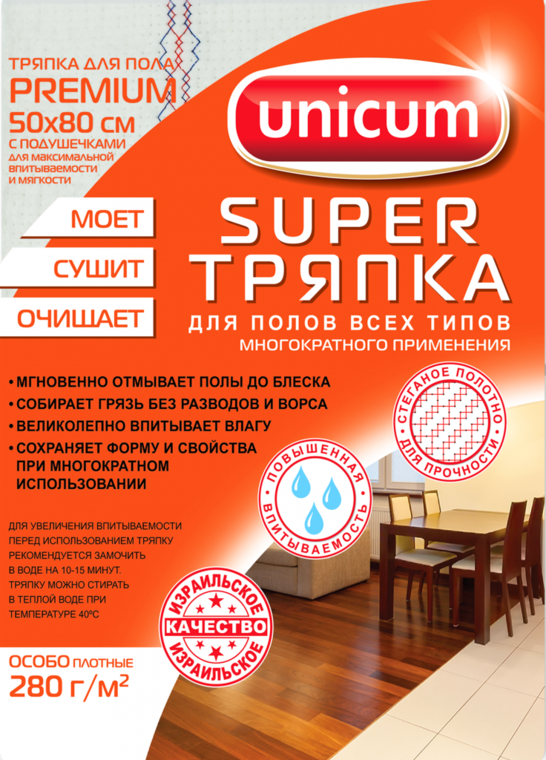 ТРЯПКА ДЛЯ ПОЛА
PREMIUM
50х80 см
С ПОДУШЕЧКАМИ
для максимальной
впитываемости
и мягкости
unicum
МОЕТ
СУШИТ
ОЧИЩАЕТ
SUPER
ТРЯПКА
ДЛЯ ПОЛОВ ВСЕХ ТИПОВ
МНОГОКРАТНОГО ПРИМЕНЕНИЯ
• МГНОВЕННО ОТМЫВАЕТ ПОЛЫ ДО БЛЕСКА
• СОБИРАЕТ ГРЯЗЬ БЕЗ РАЗВОДОВ И ВОРСА
• ВЕЛИКОЛЕПНО ВПИТЫВАЕТ ВЛАГУ
• СОХРАНЯЕТ ФОРМУ И СВОЙСТВА
ПРИ МНОГОКРАТНОМ
ИСПОЛЬЗОВАНИИ
СТЕГАНОЕ ПОЛОТНО
ДЛЯ ПРОЧНОСТИ
ПОВЫШЕННАЯ
ВПИТЫВАЕМОСТЬ
ДЛЯ УВЕЛИЧЕНИЯ ВПИТЫВАЕМОСТИ
ПЕРЕД ИСПОЛЬЗОВАНИЕМ ТРЯПКУ
РЕКОМЕНДУЕТСЯ ЗАМОЧИТЬ
В ВОДЕ НА 10-15 МИНУТ.
ТРЯПКУ МОЖНО СТИРАТЬ
В ТЕПЛОЙ ВОДЕ ПРИ
ТЕМПЕРАТУРЕ 40ºС
ИЗРАИЛЬСКОЕ
КАЧЕСТВО
ИЗРАИЛЬСКОЕ
ОСОБО ПЛОТНЫЕ
280 г/м²